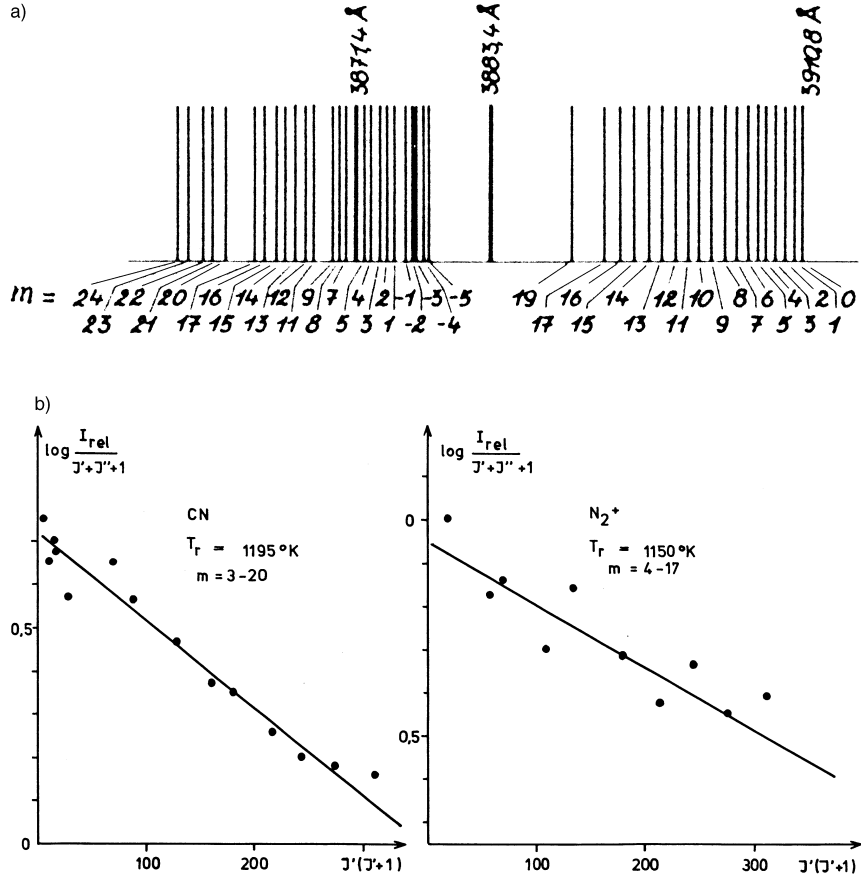 a)
3871,4 Å
3883,4 Å
3910,8 Å
m = 24 22 20 16 14 12 9 7 4 2 -1 -3 -5 19 16 14 12 10 8 6 4 2 0
23 21 17 15 13 11 8 5 3 1 -2 -4 17 15 13 11 9 7 5 3 1
b)
log I rel / J'+J''+1
CN
Tr = 1195°K
m = 3-20
0,5
0
100 200 J'(J'+1)
log I rel / J'+J''+1
N2+
Tr = 1150°K
m = 4-17
0
0,5
100 200 300 J'(J'+1)